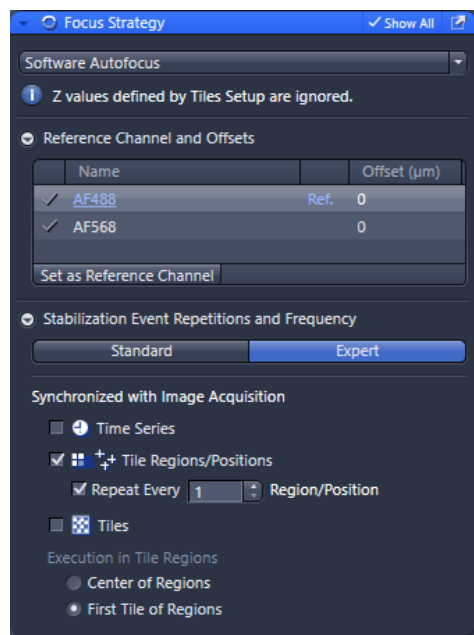 Focus Strategy
Show All
Software Autofocus
Z values defined by Tiles Setup are ignored.
Reference Channel and Offsets
Name Offset (µm)
AF488 Ref. 0
AF568 0
Set as Reference Channel
Stabilization Event Repetitions and Frequency
Standard Expert
Synchronized with Image Acquisition
Time Series
Tile Regions/Positions
Repeat Every 1 Region/Position
Tiles
Execution in Tile Regions
Center of Regions
First Tile of Regions